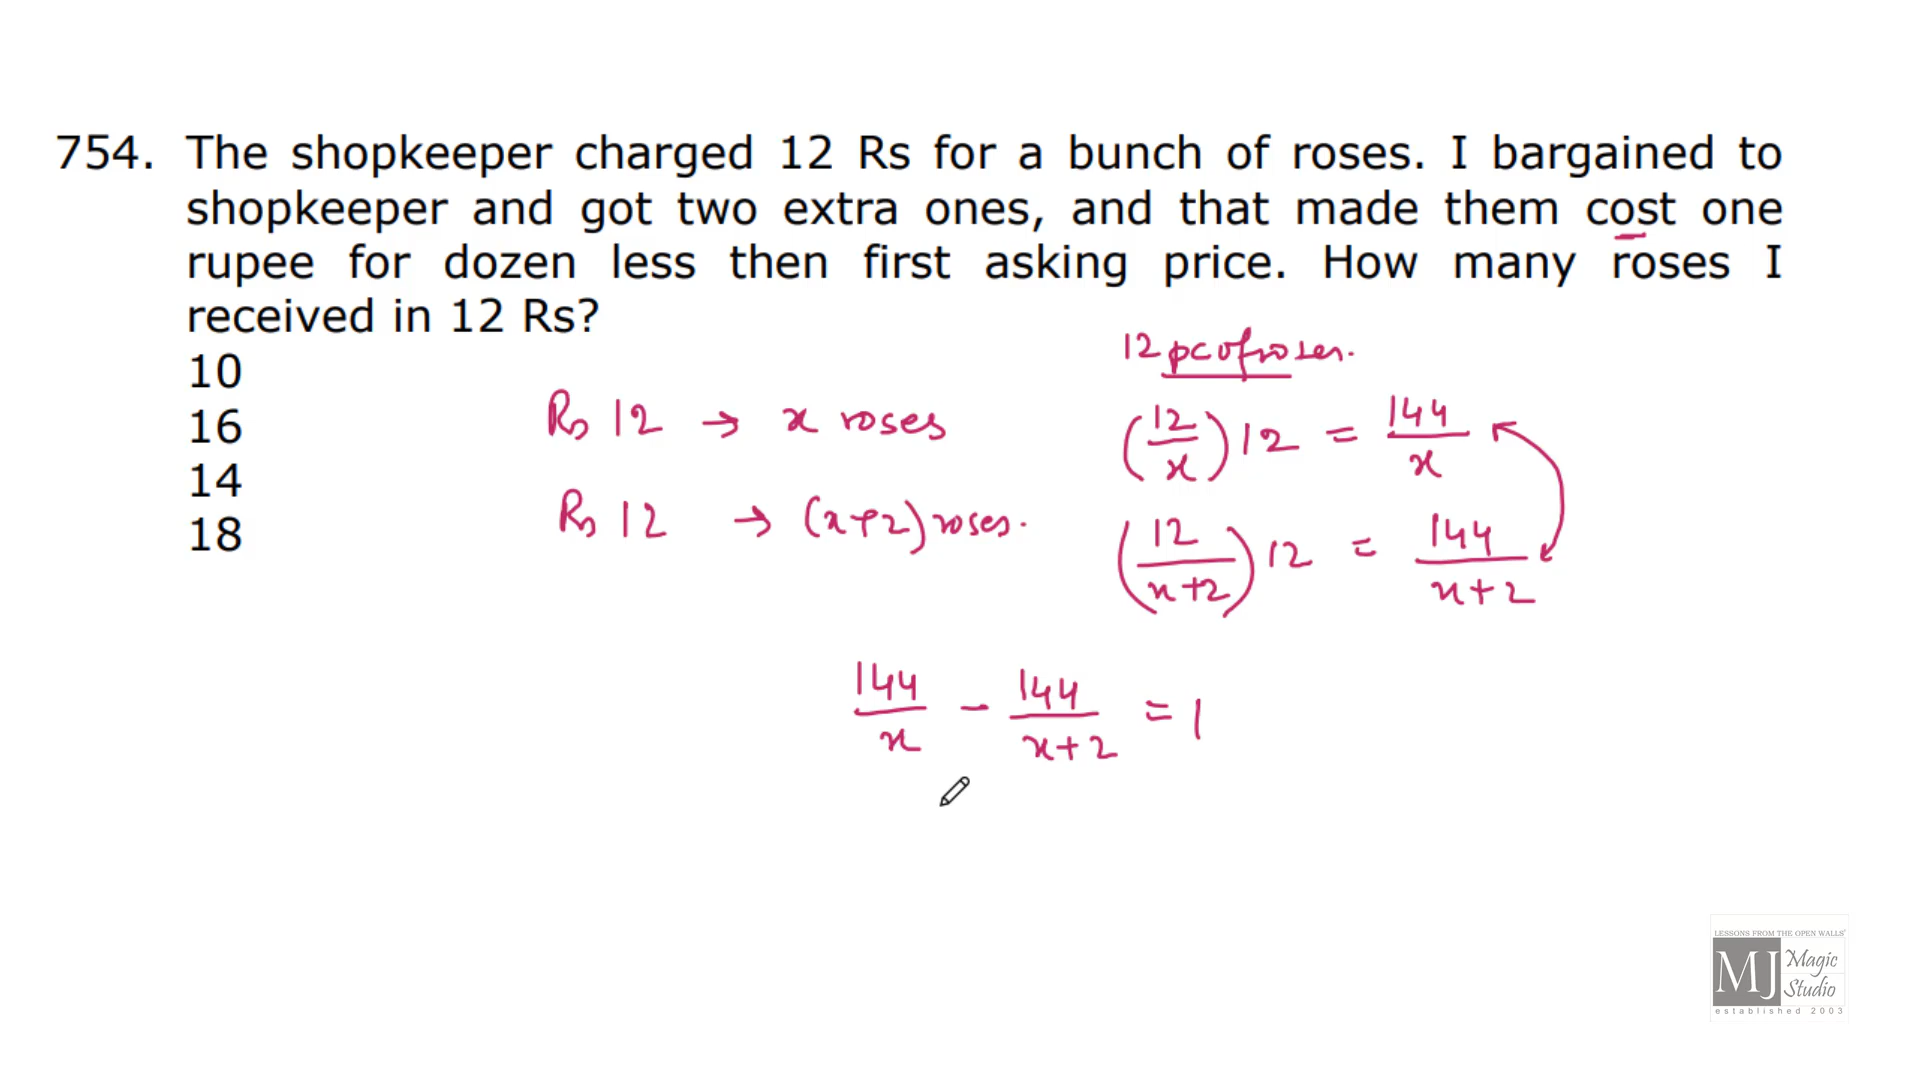 754. The shopkeeper charged 12 Rs for a bunch of roses. I bargained to
shopkeeper and got two extra ones, and that made them cost one
rupee for dozen less then first asking price. How many roses I
received in 12 Rs?
10
16
14
18
12 pc of roses.
Rs 12 → x roses
(12/x) 12 = 144/x
Rs 12 → (x+2) roses.
(12/x+2) 12 = 144/x+2
144/x - 144/x+2 = 1
LESSONS FROM THE OPEN WALLS
MJ Magic Studio
established 2003